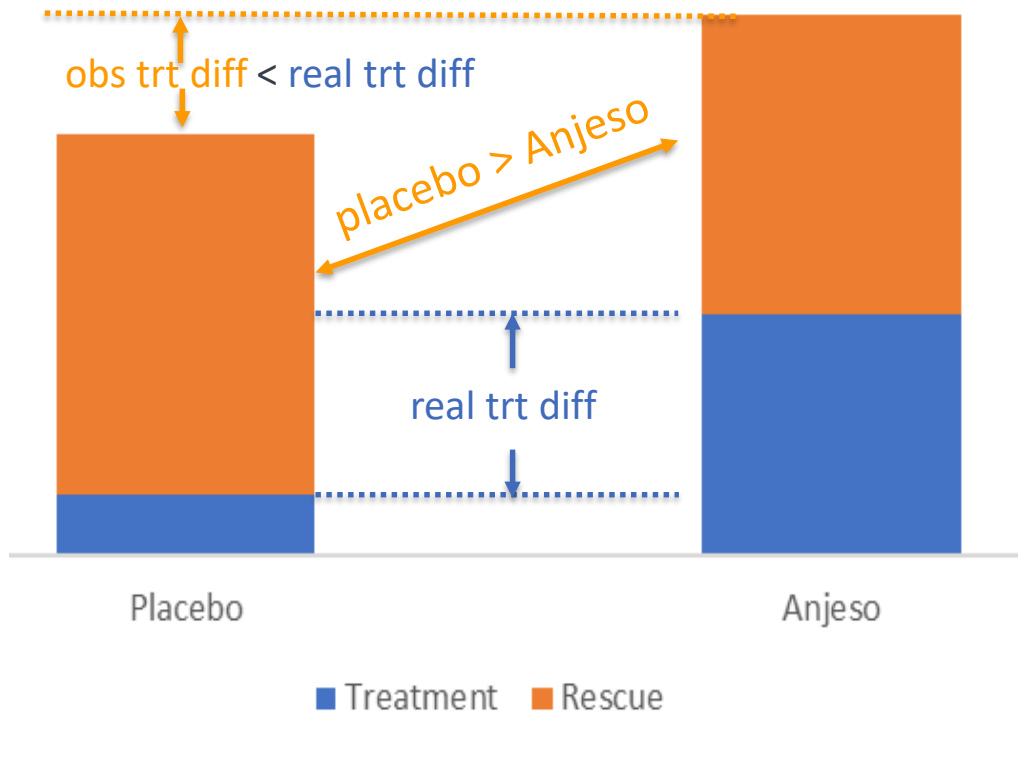 obs trt diff < real trt diff
placebo > Anjeso
real trt diff
Placebo
Anjeso
Treatment
Rescue